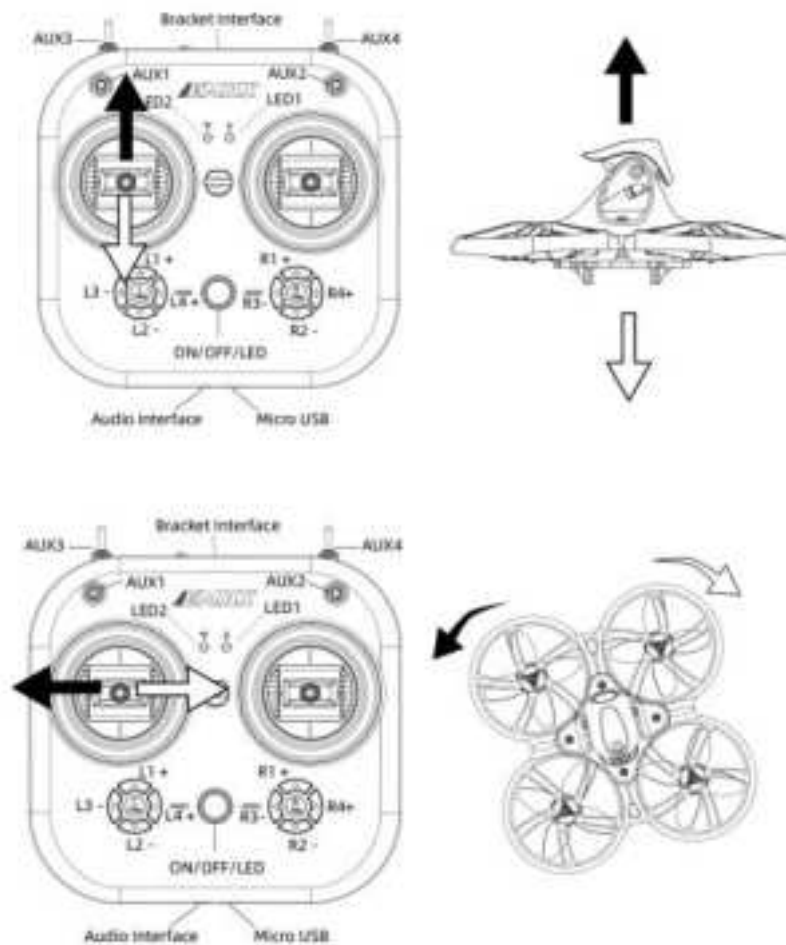 Bracket Interface
AUX3
AUX4
AUX1
AUX2
LED2
LED1
L1 +
R1 +
L3 -
L4 +
R3-
R4+
L2 -
R2 -
ON/OFF/LED
Audio Interface
Micro USB
Bracket Interface
AUX3
AUX4
AUX1
AUX2
LED2
LED1
L1 +
R1 +
L3 -
L4 +
R3-
R4+
L2 -
R2 -
ON/OFF/LED
Audio Interface
Micro USB